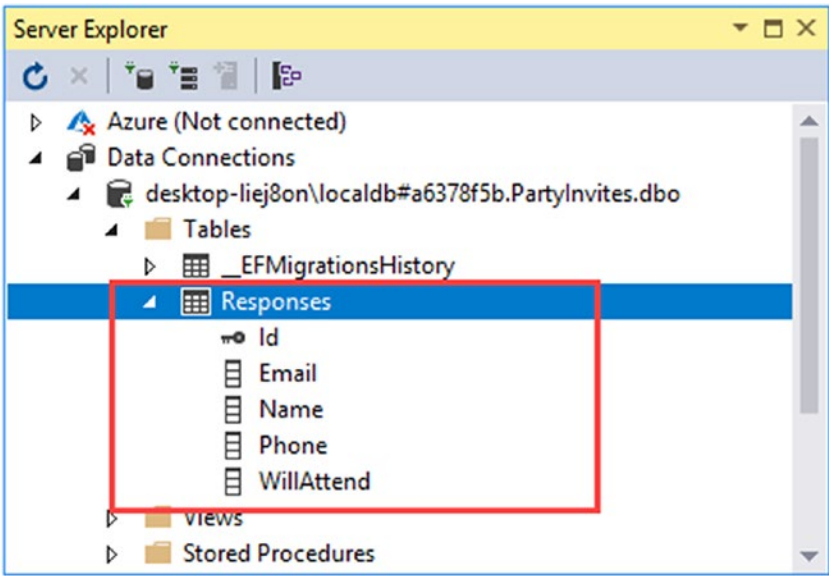 Server Explorer
Azure (Not connected)
Data Connections
desktop-liej8on\localdb#a6378f5b.PartyInvites.dbo
Tables
__EFMigrationsHistory
Responses
Id
Email
Name
Phone
WillAttend
Views
Stored Procedures